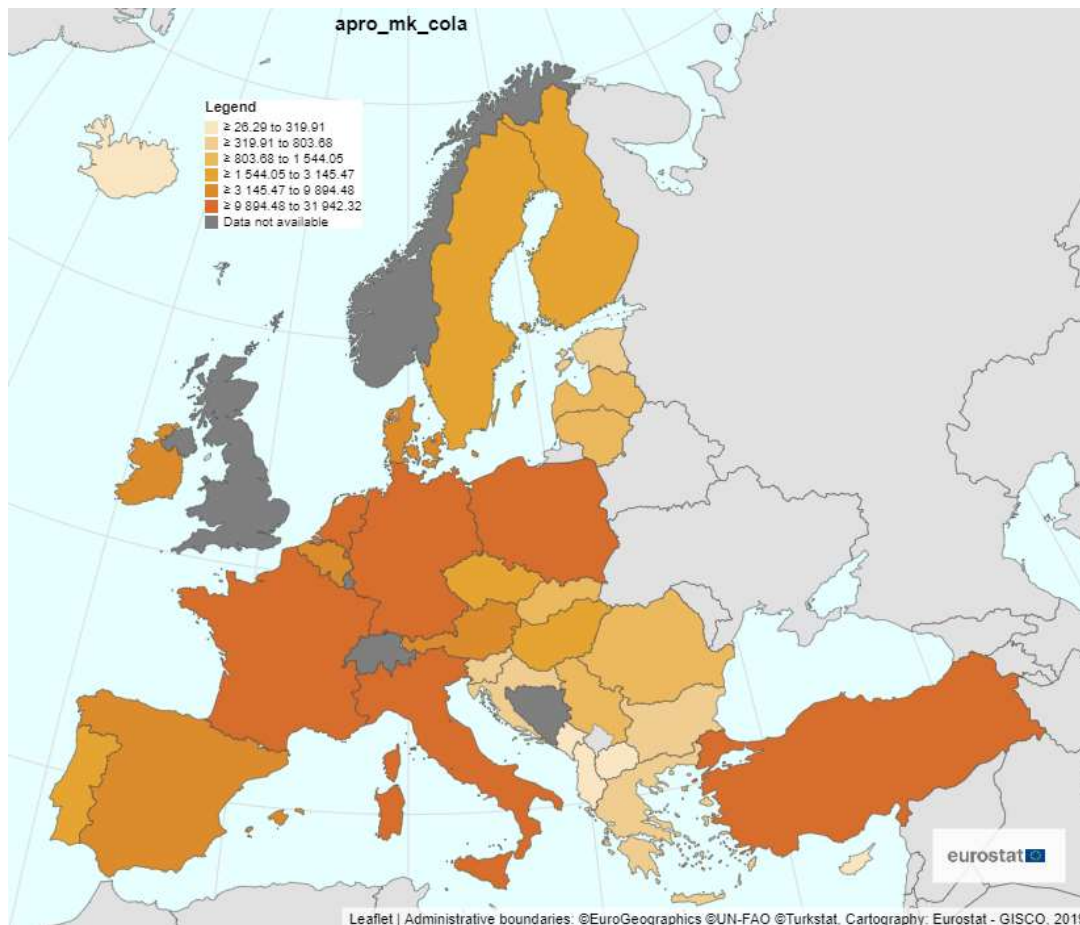 apro_mk_cola
Legend
≥ 26.29 to 319.91
≥ 319.91 to 803.68
≥ 803.68 to 1 544.05
≥ 1 544.05 to 3 145.47
≥ 3 145.47 to 9 894.48
≥ 9 894.48 to 31 942.32
Data not available
eurostat
Leaflet | Administrative boundaries: ©EuroGeographics ©UN-FAO ©Turkstat, Cartography: Eurostat - GISCO, 2019